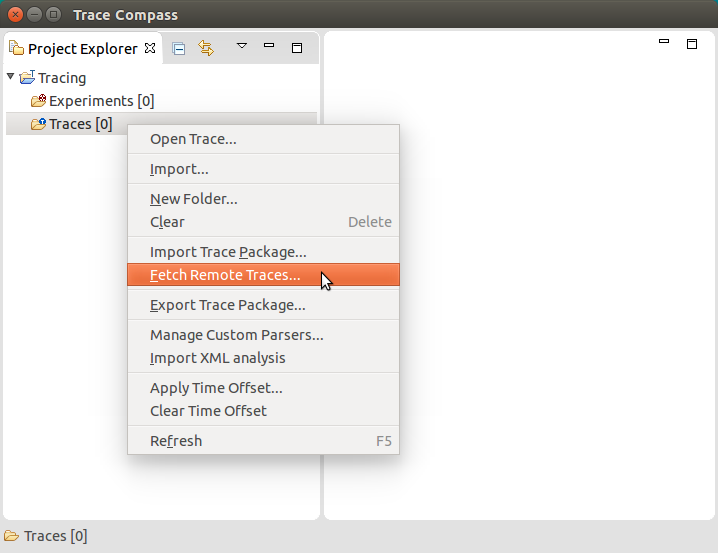 Trace Compass
Project Explorer
Tracing
Experiments [0]
Traces [0]
Open Trace...
Import...
New Folder...
Clear Delete
Import Trace Package...
Fetch Remote Traces...
Export Trace Package...
Manage Custom Parsers...
Import XML analysis
Apply Time Offset...
Clear Time Offset
Refresh F5
Traces [0]